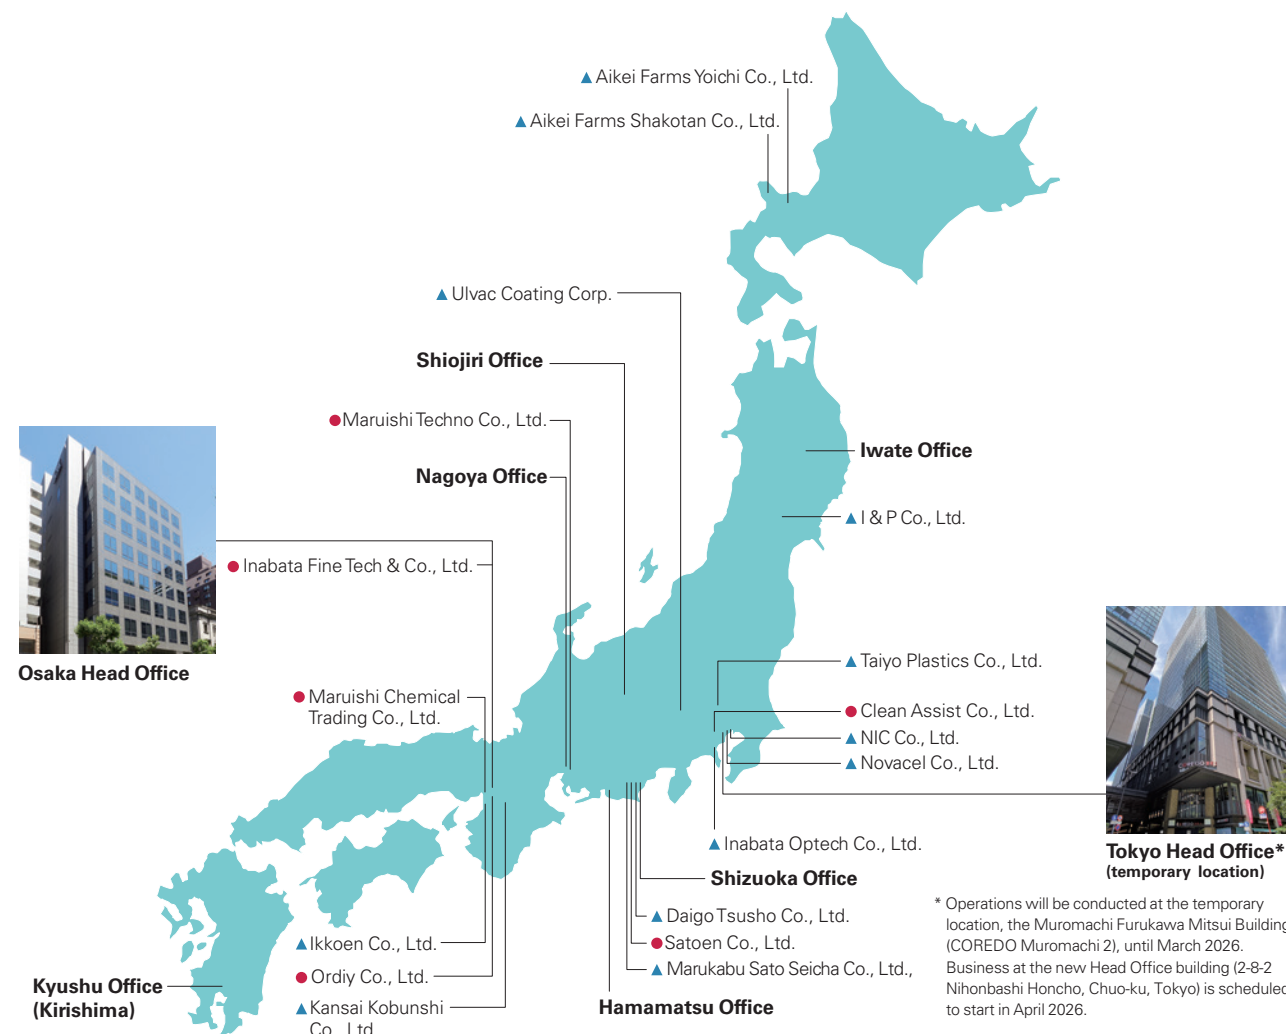 ▲ Aikei Farms Yoichi Co., Ltd.
▲ Aikei Farms Shakotan Co., Ltd.
▲ Ulvac Coating Corp.
Shiojiri Office
● Maruishi Techno Co., Ltd.
Nagoya Office
Iwate Office
▲ I & P Co., Ltd.
● Inabata Fine Tech & Co., Ltd.
Osaka Head Office
● Maruishi Chemical
Trading Co., Ltd.
▲ Taiyo Plastics Co., Ltd.
● Clean Assist Co., Ltd.
▲ NIC Co., Ltd.
▲ Novacel Co., Ltd.
▲ Inabata Optech Co., Ltd.
Tokyo Head Office*
(temporary location)
Shizuoka Office
▲ Daigo Tsusho Co., Ltd.
● Satoen Co., Ltd.
▲ Marukabu Sato Seicha Co., Ltd.,
Hamamatsu Office
▲ Ikkoen Co., Ltd.
● Ordiy Co., Ltd.
▲ Kansai Kobunshi
Co., Ltd.
Kyushu Office
(Kirishima)
* Operations will be conducted at the temporary
location, the Muromachi Furukawa Mitsui Building
(COREDO Muromachi 2), until March 2026.
Business at the new Head Office building (2-8-2
Nihonbashi Honcho, Chuo-ku, Tokyo) is scheduled
to start in April 2026.